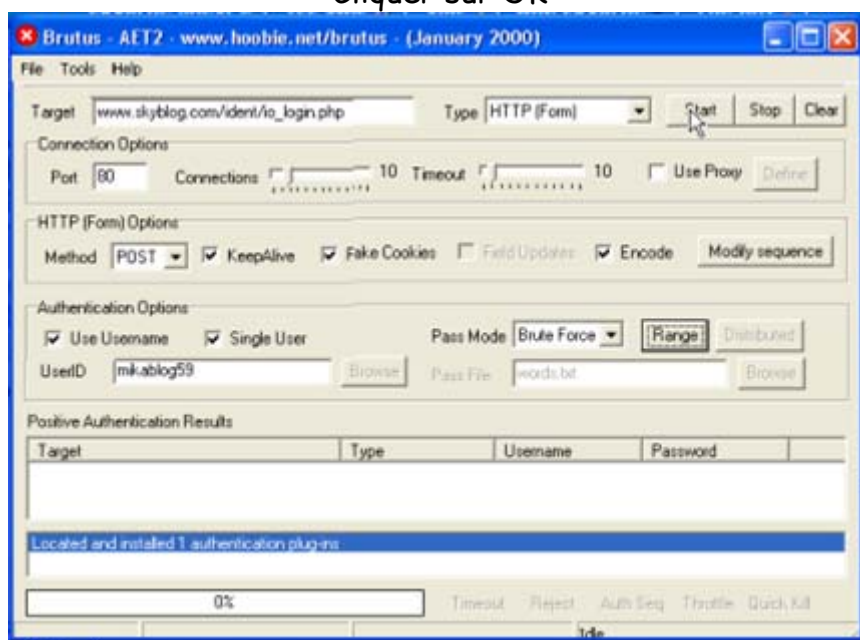 Cliquer sur OK
Brutus - AET2 - www.hoobie.net/brutus - (January 2000)
File Tools Help
Target www.skyblog.com/ident/io_login.php Type HTTP (Form) Start Stop Clear
Connection Options
Port 80 Connections 10 Timeout 10 Use Proxy Define
HTTP (Form) Options
Method POST KeepAlive Fake Cookies Field Updates Encode Modify sequence
Authentication Options
Use Username Single User Pass Mode Brute Force Range Distributed
UserID mikablog59 Browse Pass File words.txt Browse
Positive Authentication Results
Target Type Username Password
Located and installed 1 authentication plug-ins
0% Timeout Reject Auth Seq Throttle Quick Kill
Idle